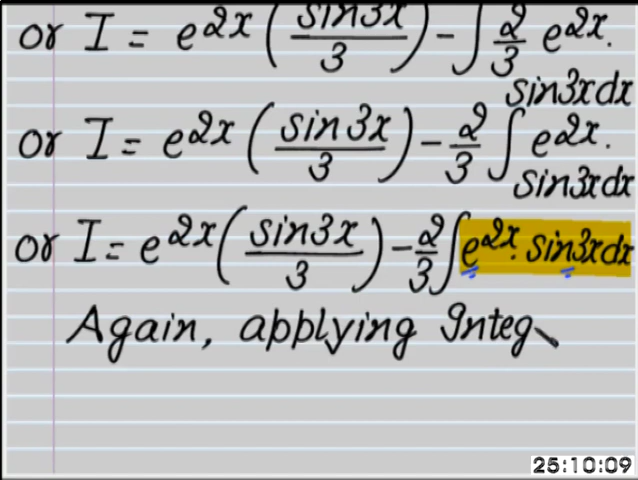 or I = e^2x (sin3x/3) - ∫ 2/3 e^2x.
sin3xdx
or I = e^2x (sin3x/3) - 2/3 ∫ e^2x.
sin3xdx
or I = e^2x (sin3x/3) - 2/3 ∫ e^2x. sin3xdx
Again, applying Integ
25:10:09